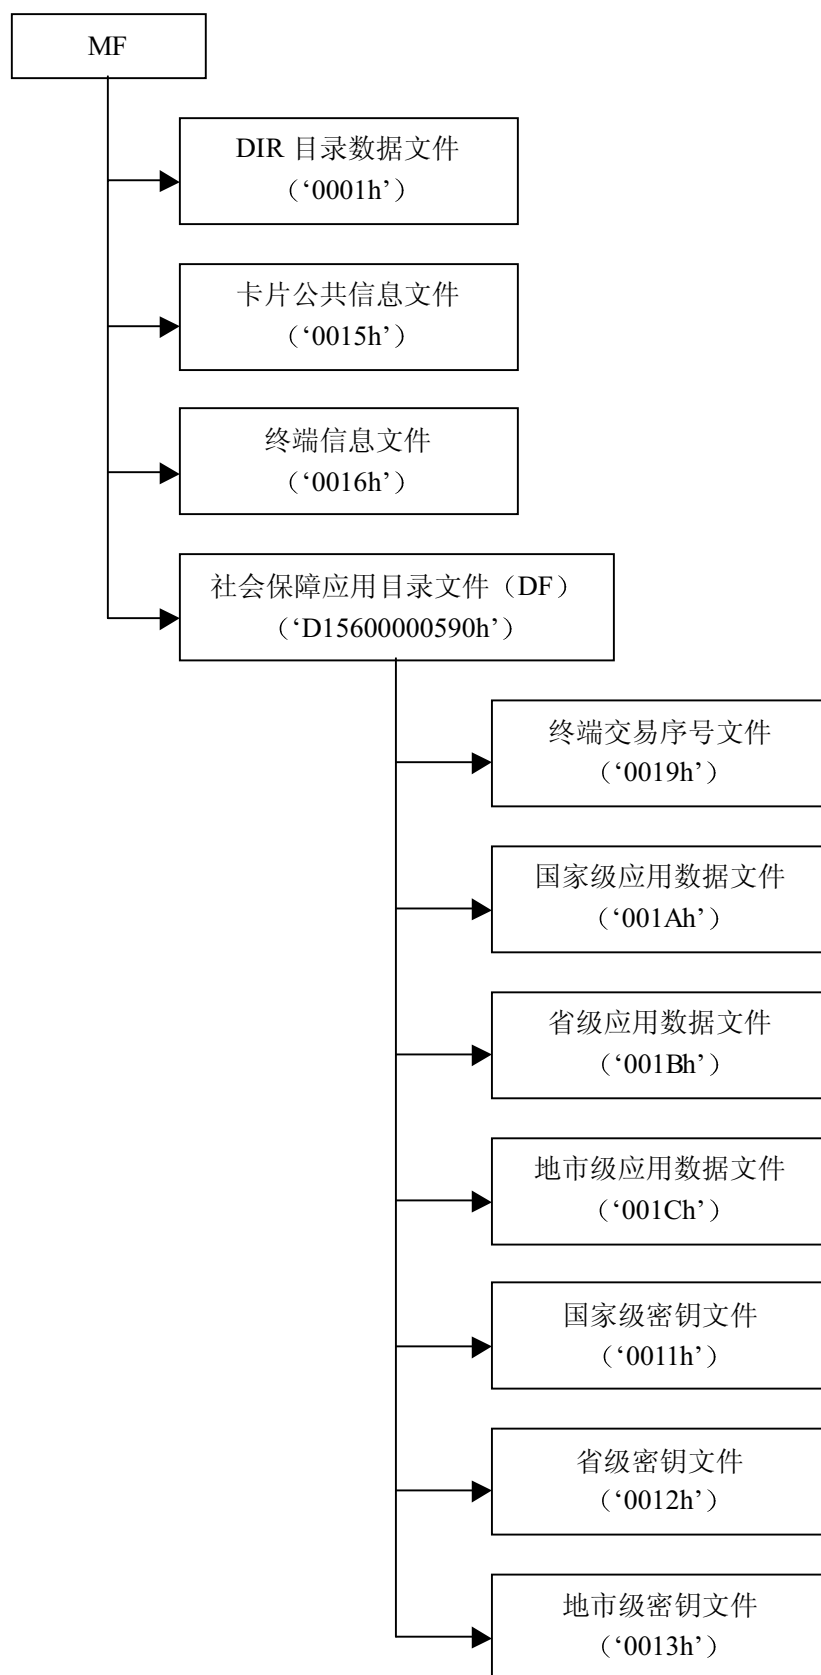 MF
DIR 目录数据文件
（‘0001h’）
卡片公共信息文件
（‘0015h’）
终端信息文件
（‘0016h’）
社会保障应用目录文件（DF）
（‘D15600000590h’）
终端交易序号文件
（‘0019h’）
国家级应用数据文件
（‘001Ah’）
省级应用数据文件
（‘001Bh’）
地市级应用数据文件
（‘001Ch’）
国家级密钥文件
（‘0011h’）
省级密钥文件
（‘0012h’）
地市级密钥文件
（‘0013h’）